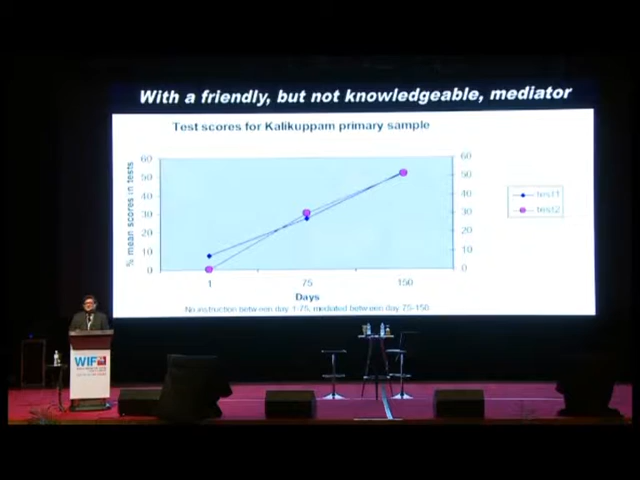 With a friendly, but not knowledgeable, mediator
Test scores for Kalikuppam primary sample
% mean scores in tests
60 60
50 50
40 40
30 30
20 20
10 10
0 0
1 75 150
Days
No instruction between day 1-75, mediated between day 75-150
test1
test2
WIF